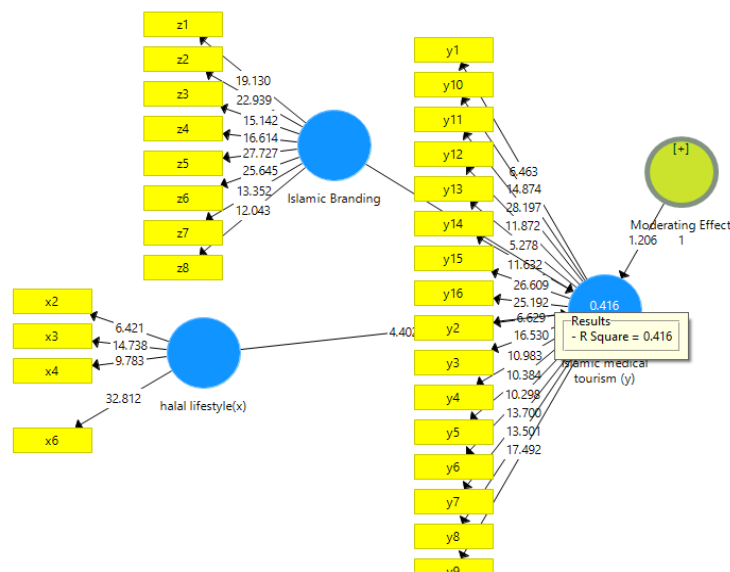 z1
z2
z3
z4
z5
z6
z7
z8
19.130
22.939
15.142
16.614
27.727
25.645
13.352
12.043
Islamic Branding
x2
x3
x4
x6
6.421
14.738
9.783
32.812
halal lifestyle(x)
4.402
y1
y10
y11
y12
y13
y14
y15
y16
y2
y3
y4
y5
y6
y7
y8
y9
6.463
14.874
28.197
11.872
5.278
11.632
26.609
25.192
6.629
16.530
10.983
10.384
10.298
13.700
13.501
17.492
[+]
Moderating Effect
1
1.206
0.416
Results
- R Square = 0.416
Islamic medical
tourism (y)